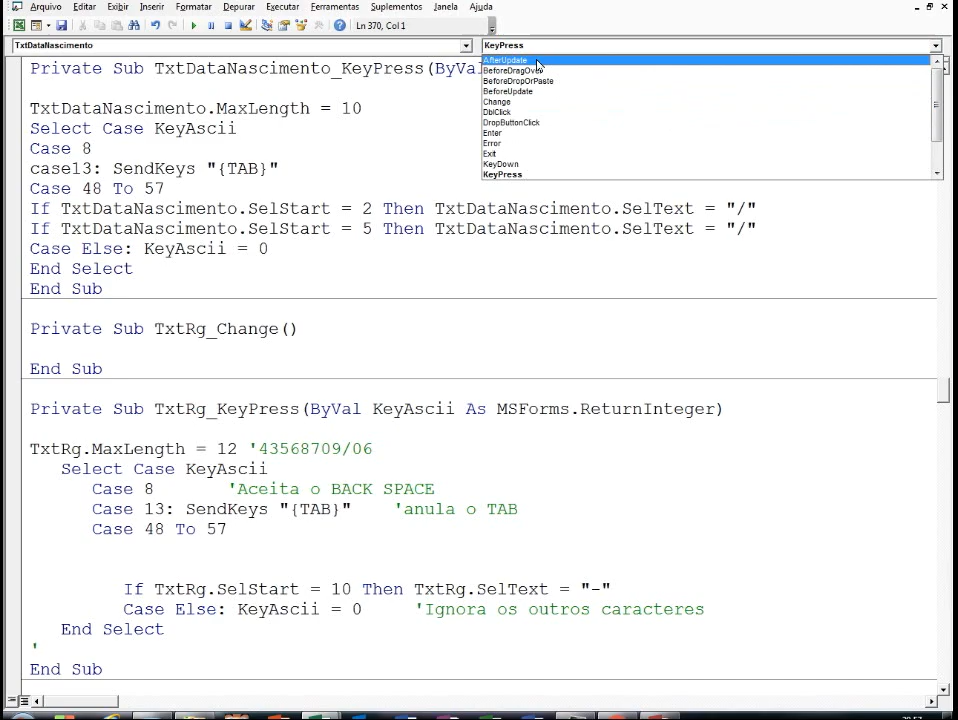 Arquivo Editar Exibir Inserir Formatar Depurar Executar Ferramentas Suplementos Janela Ajuda
Ln 370, Col 1
TxtDataNascimento KeyPress
AfterUpdate
BeforeDragOver
BeforeDropOrPaste
BeforeUpdate
Change
DblClick
DropButtonClick
Enter
Error
Exit
KeyDown
KeyPress
Private Sub TxtDataNascimento_KeyPress(ByVa
TxtDataNascimento.MaxLength = 10
Select Case KeyAscii
Case 8
case13: SendKeys "{TAB}"
Case 48 To 57
If TxtDataNascimento.SelStart = 2 Then TxtDataNascimento.SelText = "/"
If TxtDataNascimento.SelStart = 5 Then TxtDataNascimento.SelText = "/"
Case Else: KeyAscii = 0
End Select
End Sub
Private Sub TxtRg_Change()
End Sub
Private Sub TxtRg_KeyPress(ByVal KeyAscii As MSForms.ReturnInteger)
TxtRg.MaxLength = 12 '43568709/06
Select Case KeyAscii
Case 8 'Aceita o BACK SPACE
Case 13: SendKeys "{TAB}" 'anula o TAB
Case 48 To 57
If TxtRg.SelStart = 10 Then TxtRg.SelText = "-"
Case Else: KeyAscii = 0 'Ignora os outros caracteres
End Select
'
End Sub